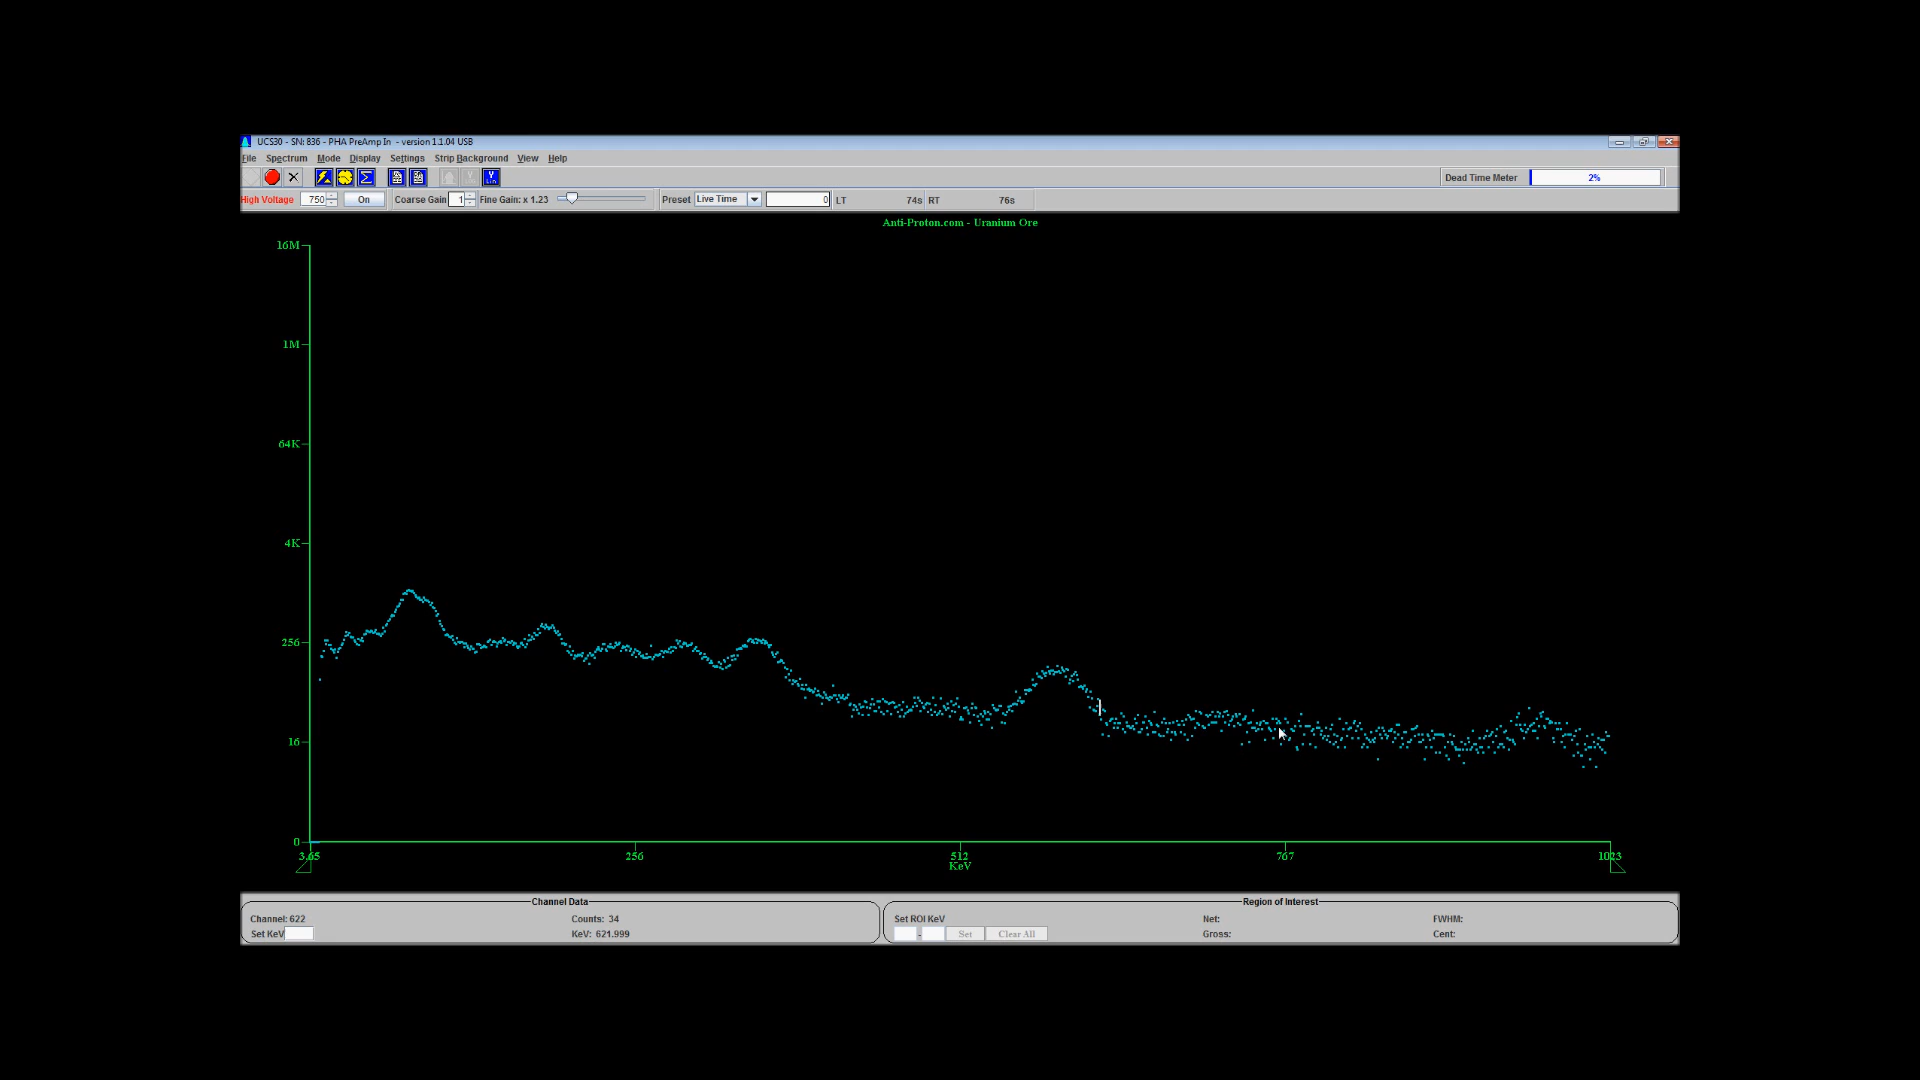 UCS30 - SN: 836 - PHA PreAmp In - version 1.1.04 USB
File Spectrum Mode Display Settings Strip Background View Help
Dead Time Meter 2%
High Voltage 750 On Coarse Gain 1 Fine Gain: x 1.23 Preset Live Time 0 LT 74s RT 76s
Anti-Proton.com - Uranium Ore
16M
1M
64K
4K
256
16
0
3.65 256 512 767 1023
KeV
Channel Data Region of Interest
Channel: 622 Counts: 34 Set ROI KeV Net: FWHM:
Set KeV KeV: 621.999 - Set Clear All Gross: Cent: